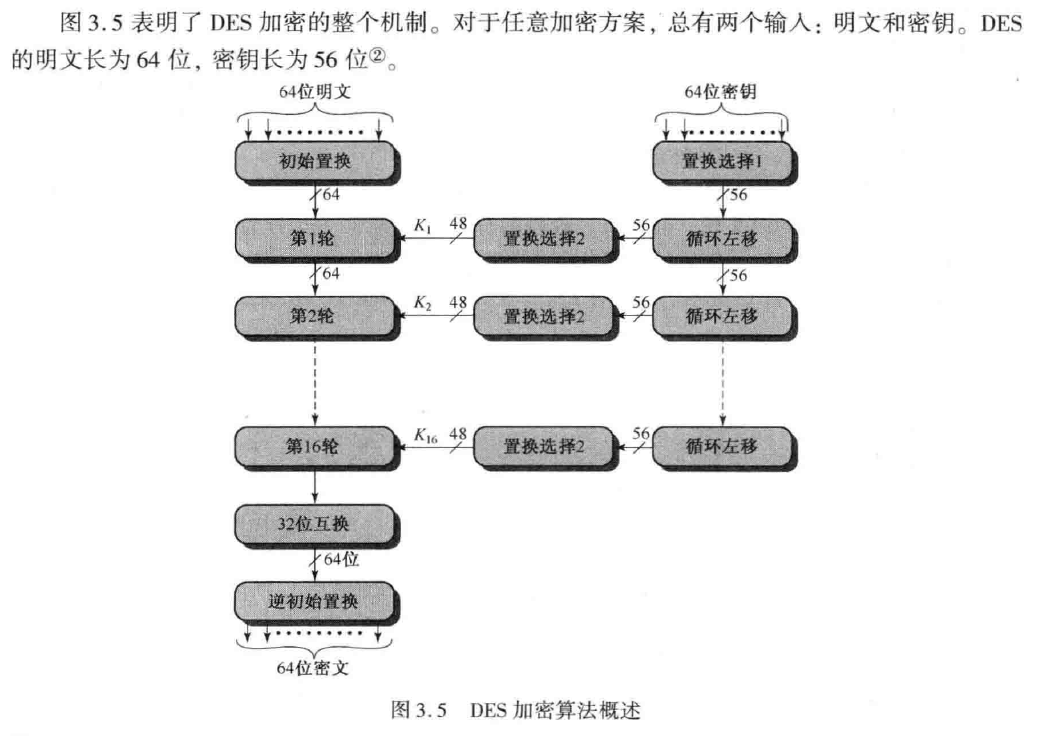 图3.5 表明了 DES 加密的整个机制。对于任意加密方案, 总有两个输入: 明文和密钥。DES
的明文长为 64 位, 密钥长为 56 位②。
64位明文 64位密钥
初始置换 置换选择1
64 56
第1轮 K1 48 置换选择2 56 循环左移
64 56
第2轮 K2 48 置换选择2 56 循环左移
第16轮 K16 48 置换选择2 56 循环左移
32位互换
64位
逆初始置换
64位密文
图 3.5 DES 加密算法概述